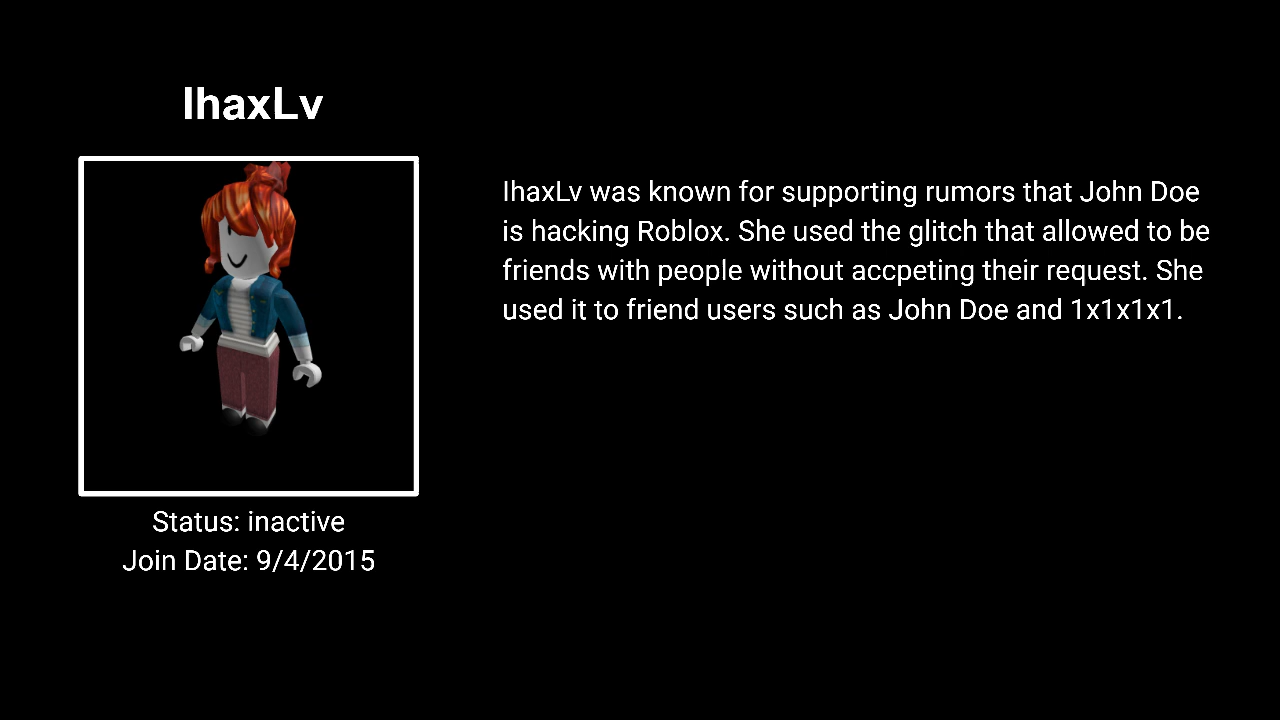 IhaxLv
IhaxLv was known for supporting rumors that John Doe
is hacking Roblox. She used the glitch that allowed to be
friends with people without accpeting their request. She
used it to friend users such as John Doe and 1x1x1x1.
Status: inactive
Join Date: 9/4/2015